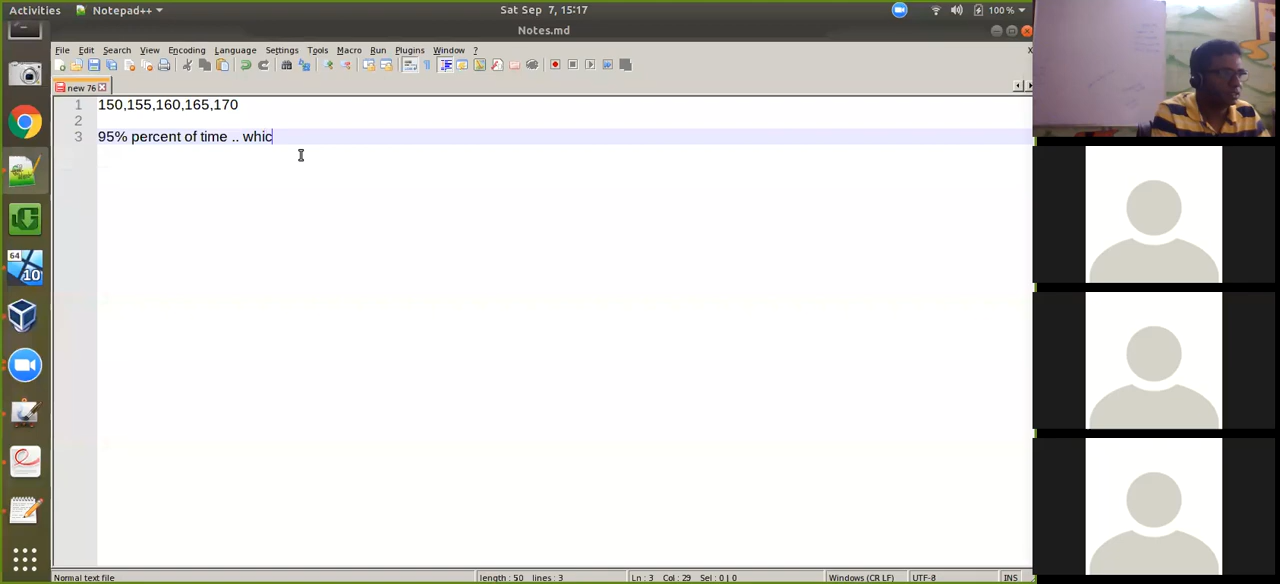 Activities Notepad++ Sat Sep 7, 15:17 100 %
Notes.md
File Edit Search View Encoding Language Settings Tools Macro Run Plugins Window ? X
new 76
1 150,155,160,165,170
2
3 95% percent of time .. whic
64
10
Normal text file length : 50 lines : 3 Ln : 3 Col : 29 Sel : 0 | 0 Windows (CR LF) UTF-8 INS